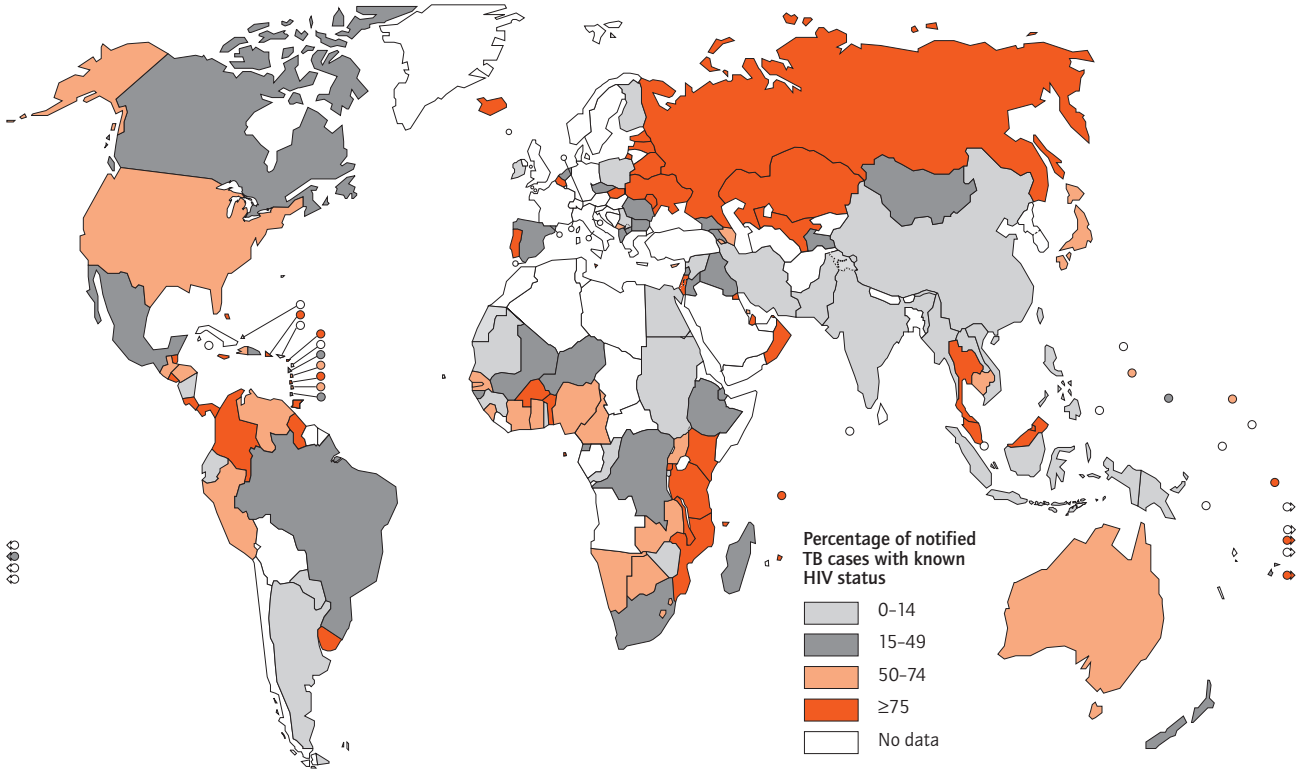 Percentage of notified
TB cases with known
HIV status
0–14
15–49
50–74
≥75
No data